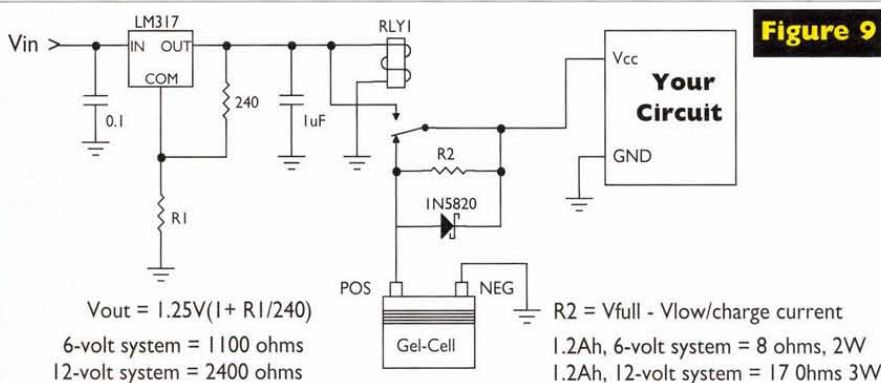 Figure 9
LM317
RLY1
Vin
IN OUT
COM
Vcc
Your
Circuit
GND
0.1
240
1uF
R2
R1
1N5820
POS
NEG
Gel-Cell
Vout = 1.25V(1+ R1/240)
6-volt system = 1100 ohms
12-volt system = 2400 ohms
R2 = Vfull - Vlow/charge current
1.2Ah, 6-volt system = 8 ohms, 2W
1.2Ah, 12-volt system = 17 0hms 3W